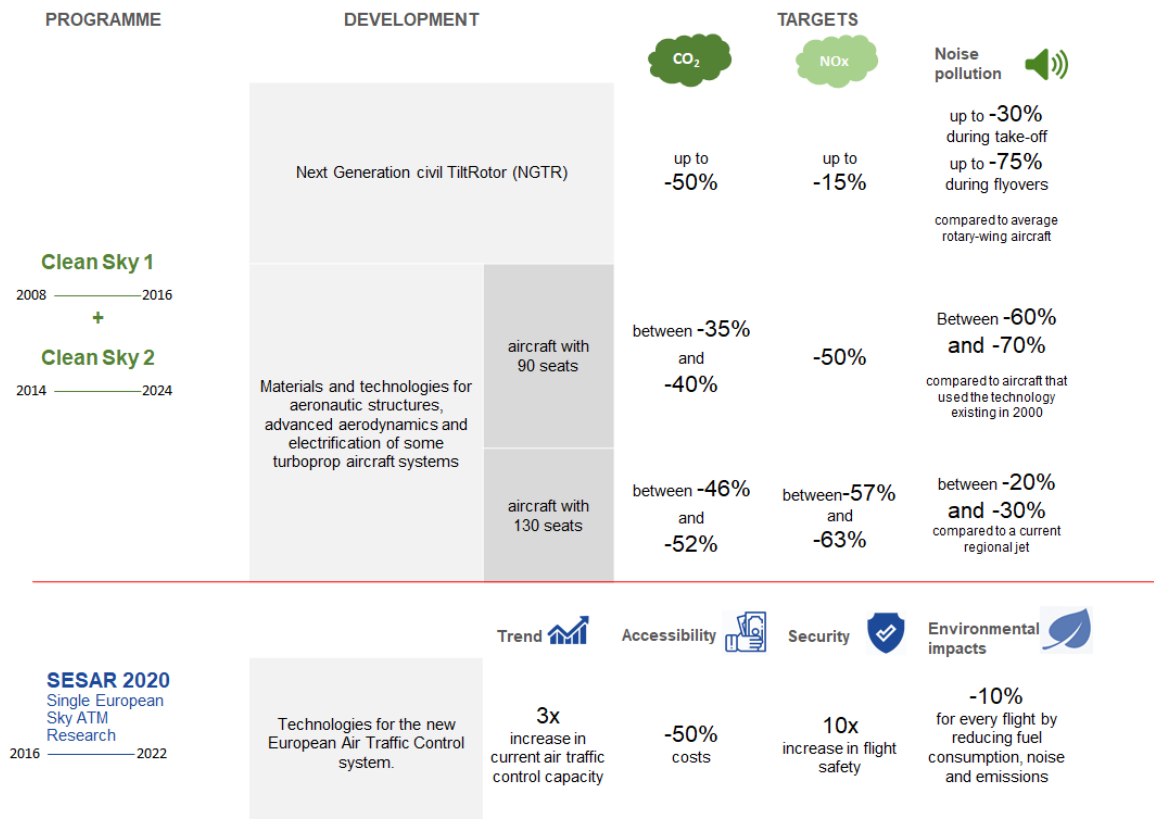 PROGRAMME
DEVELOPMENT
TARGETS
CO2
NOx
Noise
pollution
Clean Sky 1
2008
2016
+
Clean Sky 2
2014
2024
Next Generation civil TiltRotor (NGTR)
up to
-50%
up to
-15%
up to -30%
during take-off
up to -75%
during flyovers
compared to average
rotary-wing aircraft
Materials and technologies for
aeronautic structures,
advanced aerodynamics and
electrification of some
turboprop aircraft systems
aircraft with
90 seats
between -35%
and
-40%
-50%
Between -60%
and -70%
compared to aircraft that
used the technology
existing in 2000
aircraft with
130 seats
between -46%
and
-52%
between-57%
and
-63%
between -20%
and -30%
compared to a current
regional jet
Trend
Accessibility
Security
Environmental
impacts
SESAR 2020
Single European
Sky ATM
Research
2016
2022
Technologies for the new
European Air Traffic Control
system.
3x
increase in
current air traffic
control capacity
-50%
costs
10x
increase in flight
safety
-10%
for every flight by
reducing fuel
consumption, noise
and emissions